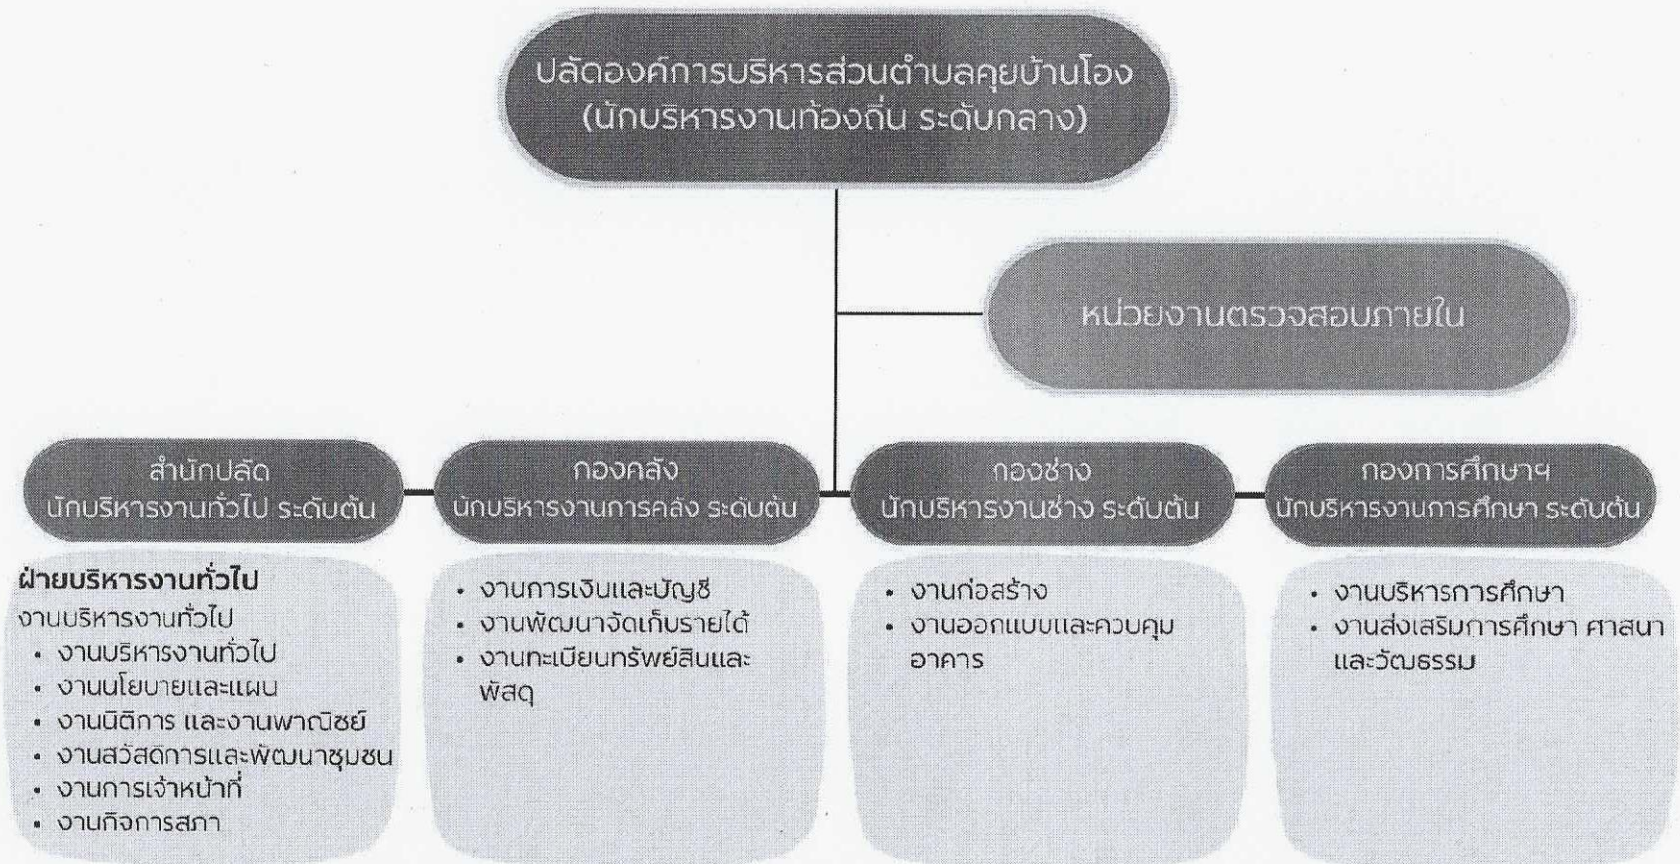 ปลัดองค์การบริหารส่วนตำบลคุยบ้านโอง
(นักบริหารงานท้องถิ่น ระดับกลาง)
หน่วยงานตรวจสอบภายใน
สำนักปลัด
นักบริหารงานทั่วไป ระดับต้น
กองคลัง
นักบริหารงานการคลัง ระดับต้น
กองช่าง
นักบริหารงานช่าง ระดับต้น
กองการศึกษาฯ
นักบริหารงานการศึกษา ระดับต้น
ฝ่ายบริหารงานทั่วไป
งานบริหารงานทั่วไป
• งานบริหารงานทั่วไป
• งานนโยบายและแผน
• งานนิติการ และงานพาณิชย์
• งานสวัสดิการและพัฒนาชุมชน
• งานการเจ้าหน้าที่
• งานกิจการสภา
• งานการเงินและบัญชี
• งานพัฒนาจัดเก็บรายได้
• งานทะเบียนทรัพย์สินและ
พัสดุ
• งานก่อสร้าง
• งานออกแบบและควบคุม
อาคาร
• งานบริหารการศึกษา
• งานส่งเสริมการศึกษา ศาสนา
และวัฒธรรม